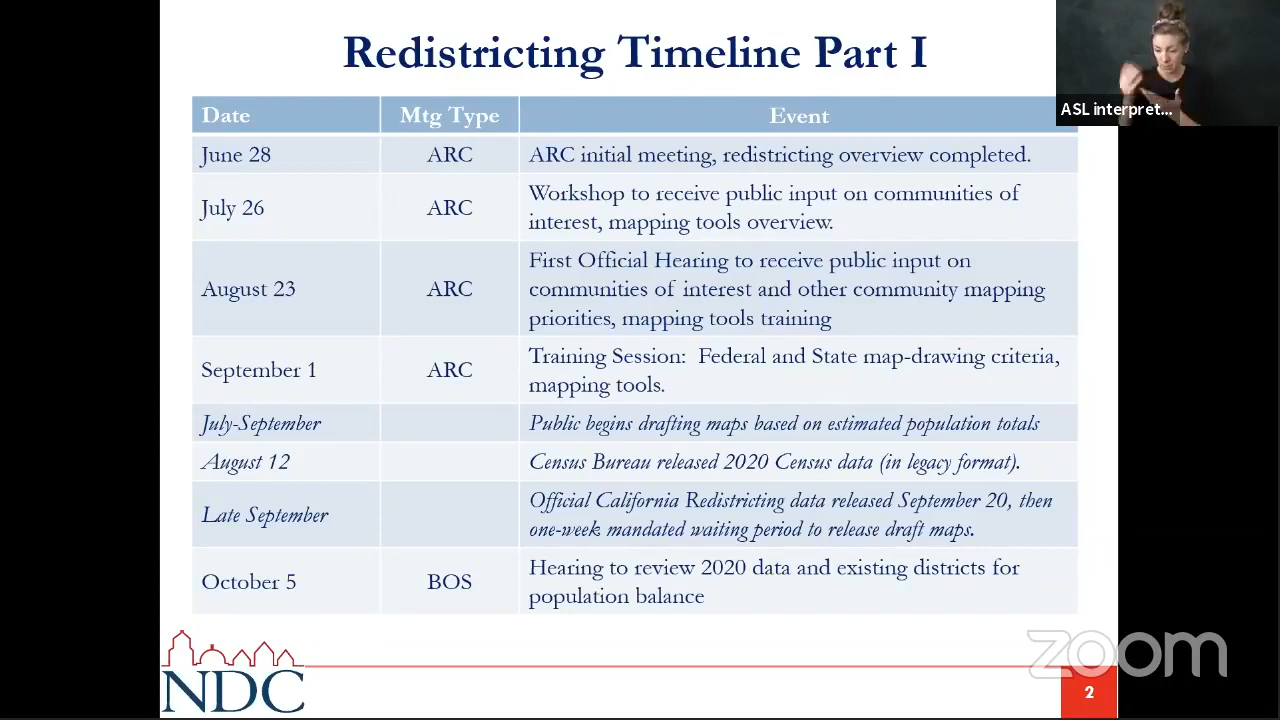 Redistricting Timeline Part I
ASL interpret...
Date Mtg Type Event
June 28 ARC ARC initial meeting, redistricting overview completed.
July 26 ARC Workshop to receive public input on communities of
interest, mapping tools overview.
August 23 ARC First Official Hearing to receive public input on
communities of interest and other community mapping
priorities, mapping tools training
September 1 ARC Training Session: Federal and State map-drawing criteria,
mapping tools.
July-September Public begins drafting maps based on estimated population totals
August 12 Census Bureau released 2020 Census data (in legacy format).
Late September Official California Redistricting data released September 20, then
one-week mandated waiting period to release draft maps.
October 5 BOS Hearing to review 2020 data and existing districts for
population balance
zoom
NDC
2